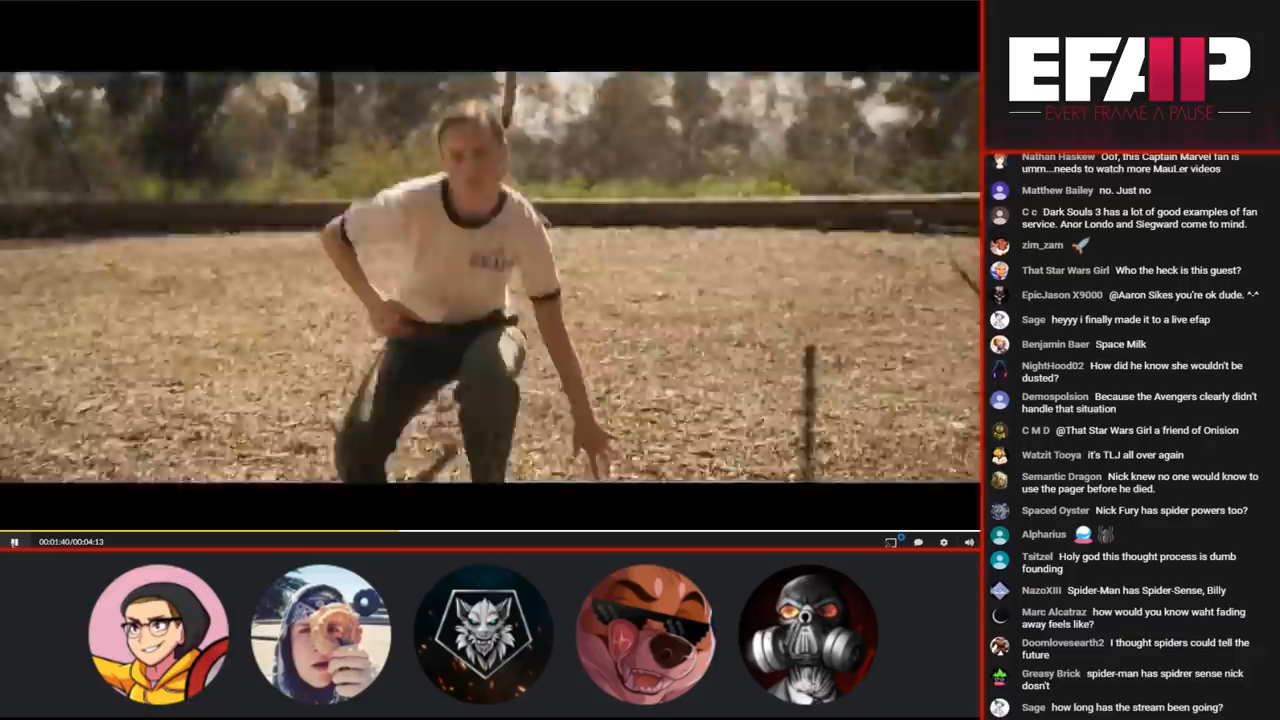 EFAP
EVERY FRAME A PAUSE
Nathan Haskew Oof, this Captain Marvel fan is
umm...needs to watch more MauLer videos
Matthew Bailey no. Just no
C c Dark Souls 3 has a lot of good examples of fan
service. Anor Londo and Siegward come to mind.
zim_zam
That Star Wars Girl Who the heck is this guest?
EpicJason X9000 @Aaron Sikes you're ok dude. ^-^
Sage heyyy i finally made it to a live efap
Benjamin Baer Space Milk
NightHood02 How did he know she wouldn't be
dusted?
Demospolsion Because the Avengers clearly didn't
handle that situation
C M D @That Star Wars Girl a friend of Onision
Watzit Tooya it's TLJ all over again
Semantic Dragon Nick knew no one would know to
use the pager before he died.
Spaced Oyster Nick Fury has spider powers too?
Alpharius
Tsitzel Holy god this thought process is dumb
founding
NazoXIII Spider-Man has Spider-Sense, Billy
Marc Alcatraz how would you know waht fading
away feels like?
Doomlovesearth2 I thought spiders could tell the
future
Greasy Brick spider-man has spidrer sense nick
dosn't
Sage how long has the stream been going?
00:01:40/00:04:13